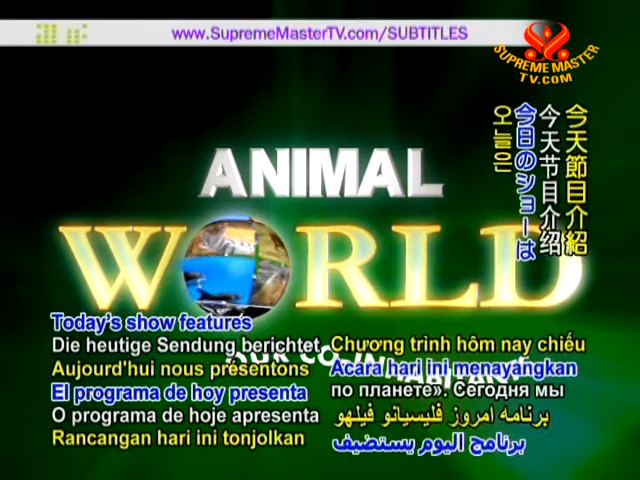 www.SupremeMasterTV.com/SUBTITLES
SUPREME MASTER
TV.COM
ANIMAL
WORLD
今天節目介紹
今天节目介绍
今日のショーは
오늘은
Today's show features
Die heutige Sendung berichtet
Aujourd'hui nous présentons
El programa de hoy presenta
O programa de hoje apresenta
Rancangan hari ini tonjolkan
Chương trình hôm nay chiếu
Acara hari ini menayangkan
по планете». Сегодня мы
برنامه امروز فلیسیانو فیلهو
برنامج اليوم يستضيف